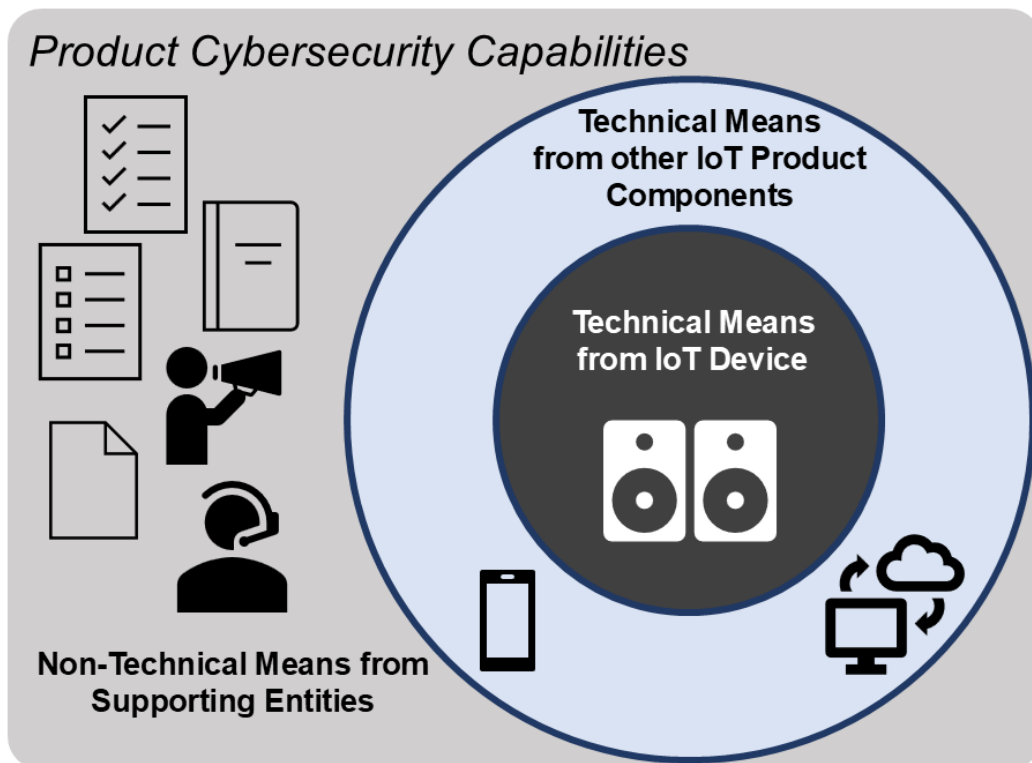 Product Cybersecurity Capabilities
Technical Means
from other IoT Product
Components
Technical Means
from IoT Device
Non-Technical Means from
Supporting Entities